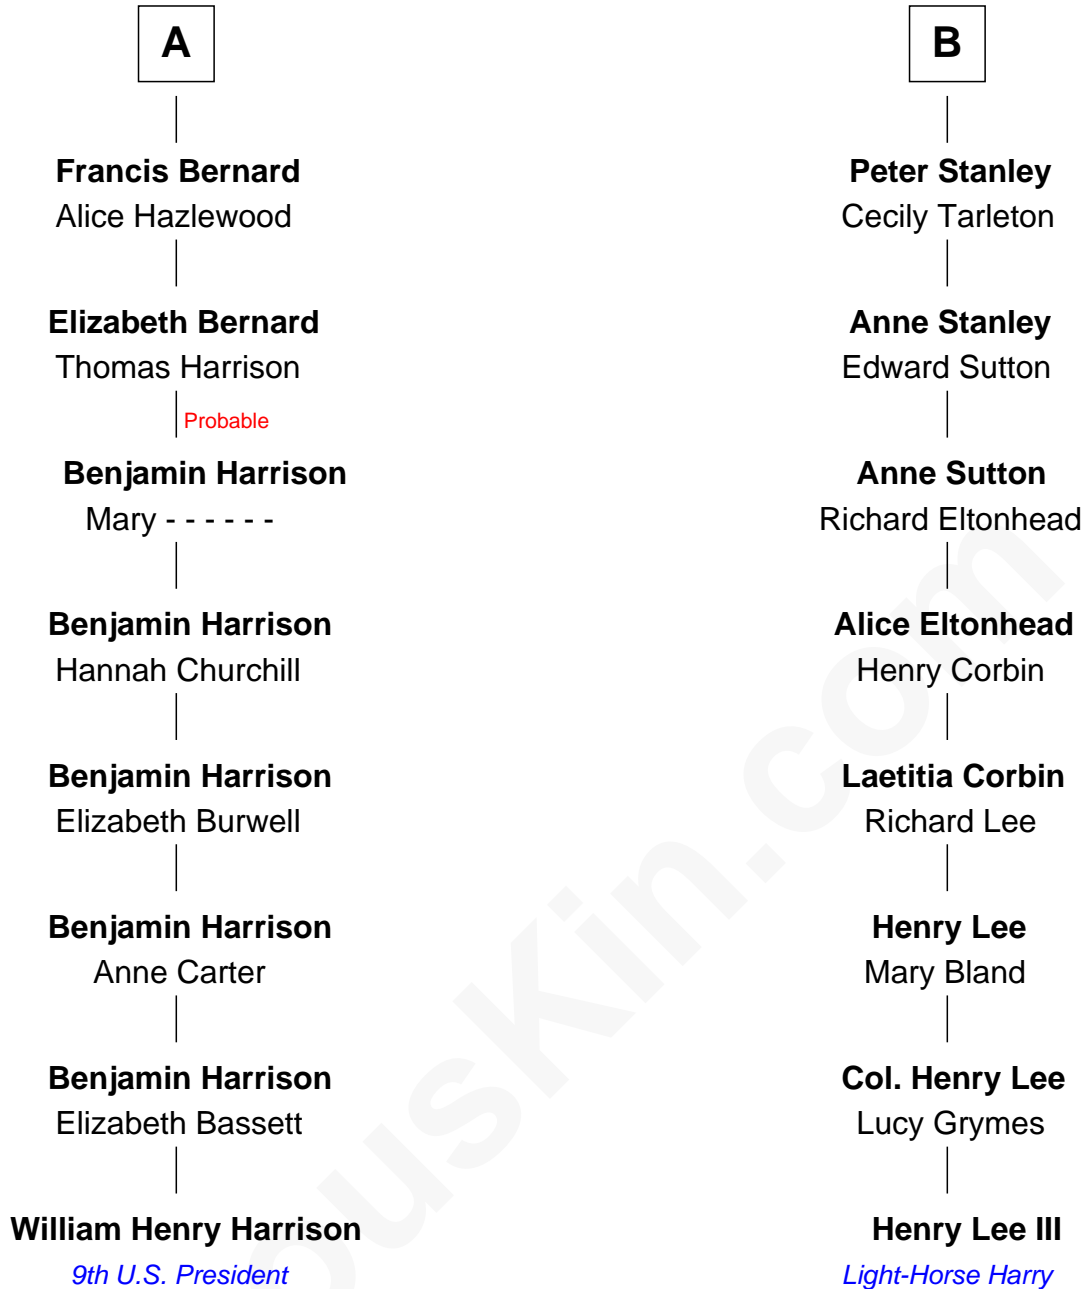 A
Francis Bernard
Alice Hazlewood
Elizabeth Bernard
Thomas Harrison
Probable
Benjamin Harrison
Mary - - - - - -
Benjamin Harrison
Hannah Churchill
Benjamin Harrison
Elizabeth Burwell
Benjamin Harrison
Anne Carter
Benjamin Harrison
Elizabeth Bassett
William Henry Harrison
9th U.S. President
B
Peter Stanley
Cecily Tarleton
Anne Stanley
Edward Sutton
Anne Sutton
Richard Eltonhead
Alice Eltonhead
Henry Corbin
Laetitia Corbin
Richard Lee
Henry Lee
Mary Bland
Col. Henry Lee
Lucy Grymes
Henry Lee III
Light-Horse Harry
ousKin.com